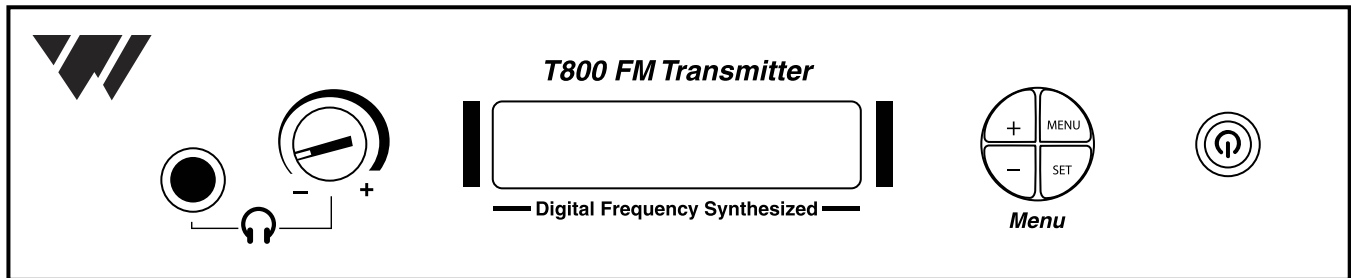 T800 FM Transmitter
+ MENU
− SET
− +
Digital Frequency Synthesized
Menu